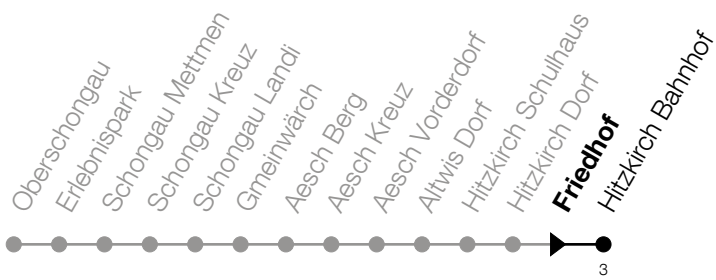 Oberschongau
Erlebnispark
Schongau Mettmen
Schongau Kreuz
Schongau Landi
Gmeinwärch
Aesch Berg
Aesch Kreuz
Aesch Vorderdorf
Altwis Dorf
Hitzkirch Schulhaus
Hitzkirch Dorf
Friedhof
Hitzkirch Bahnhof
3